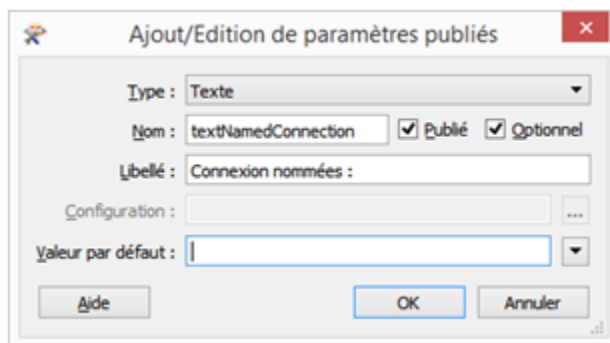 Ajout/Edition de paramètres publiés
Type : Texte
Nom : textNamedConnection Publié Optionnel
Libellé : Connexion nommées :
Configuration : ...
Valeur par défaut :
Aide OK Annuler